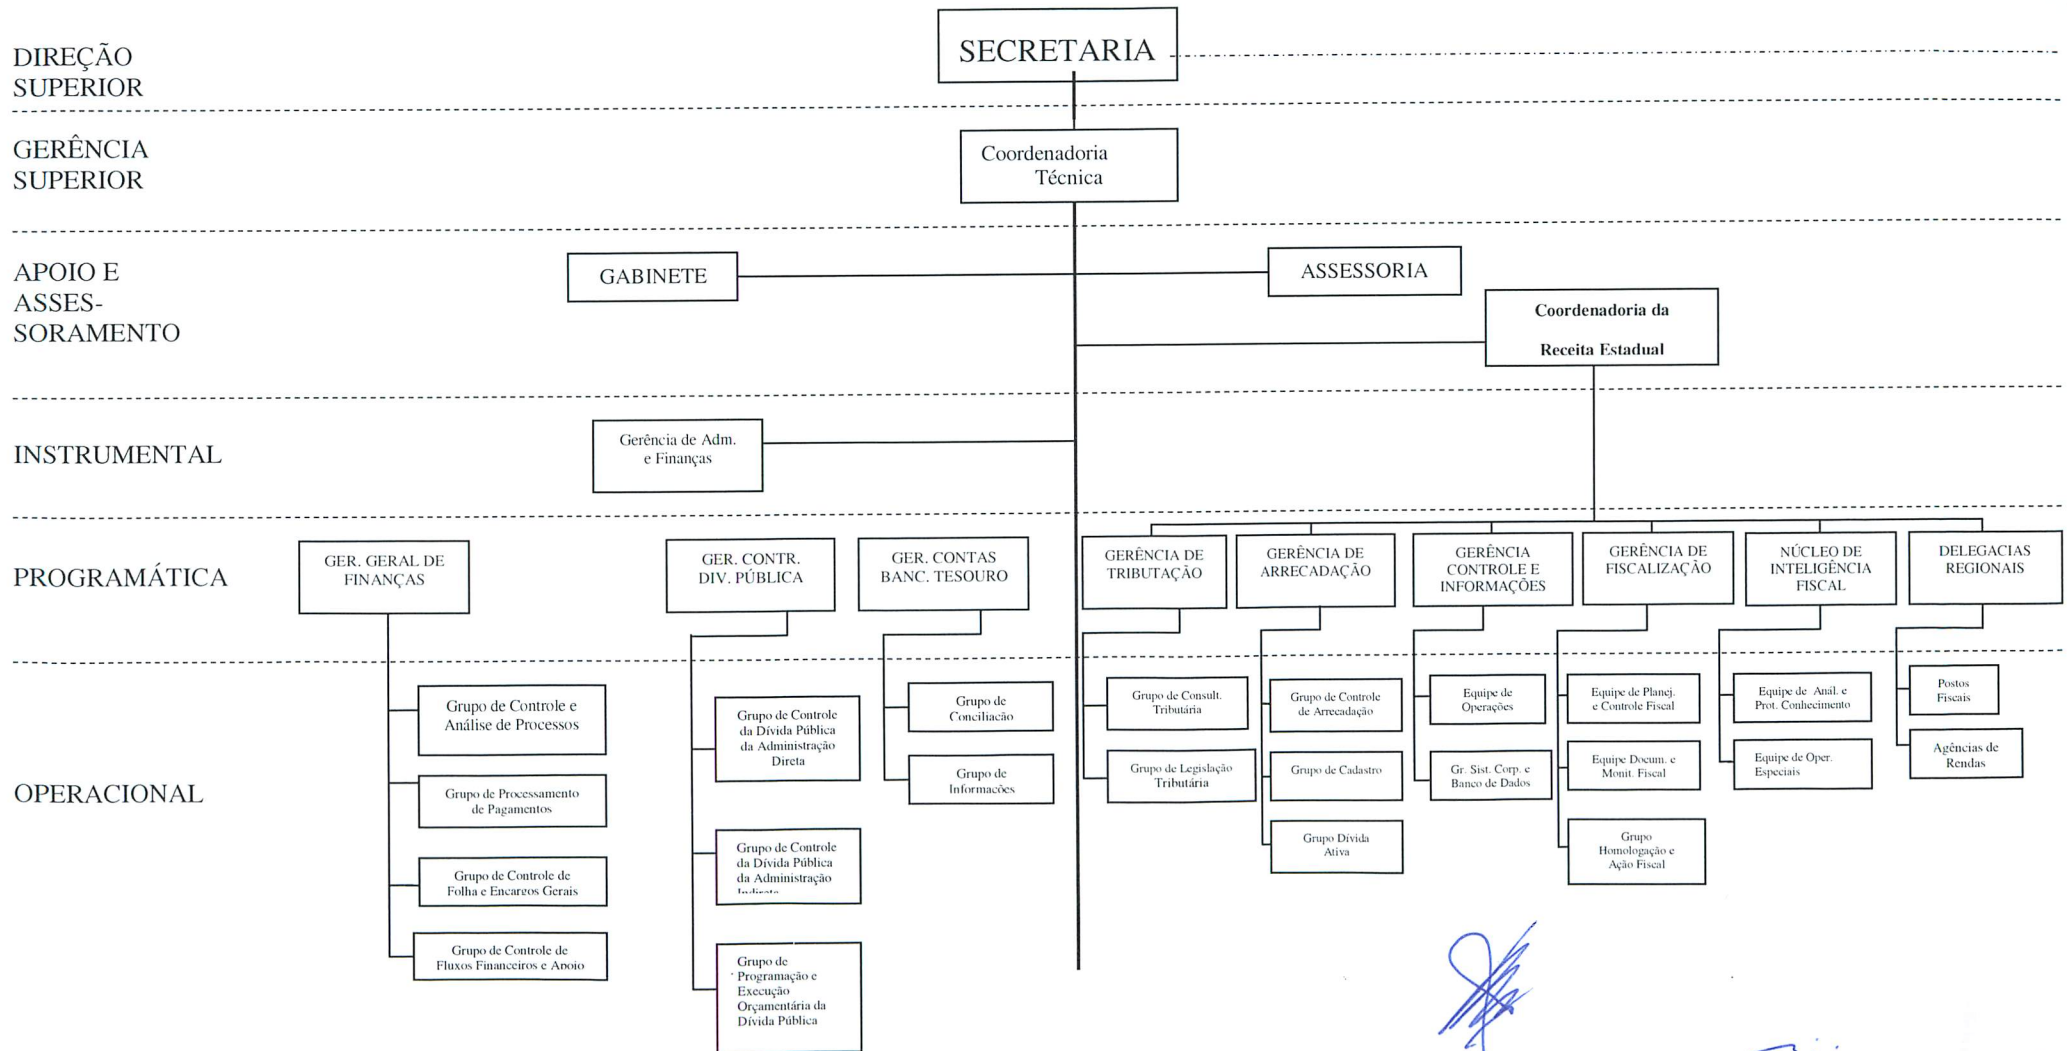 SECRETARIA
DIREÇÃO
SUPERIOR
GERÊNCIA
SUPERIOR
Coordenadoria
Técnica
APOIO E
ASSES-
SORAMENTO
GABINETE
ASSESSORIA
Coordenadoria da
Receita Estadual
INSTRUMENTAL
Gerência de Adm.
e Finanças
PROGRAMÁTICA
GER. GERAL DE
FINANÇAS
GER. CONTR.
DIV. PÚBLICA
GER. CONTAS
BANC. TESOURO
GERÊNCIA DE
TRIBUTAÇÃO
GERÊNCIA DE
ARRECADAÇÃO
GERÊNCIA
CONTROLE E
INFORMAÇÕES
GERÊNCIA DE
FISCALIZAÇÃO
NÚCLEO DE
INTELIGÊNCIA
FISCAL
DELEGACIAS
REGIONAIS
OPERACIONAL
Grupo de Controle e
Análise de Processos
Grupo de Processamento
de Pagamentos
Grupo de Controle de
Folha e Encargos Gerais
Grupo de Controle de
Fluxos Financeiros e Apoio
Grupo de Controle
da Dívida Pública
da Administração
Direta
Grupo de Controle
da Dívida Pública
da Administração
Indireta
Grupo de
Programação e
Execução
Orçamentária da
Dívida Pública
Grupo de
Conciliação
Grupo de
Informações
Grupo de Consult.
Tributária
Grupo de Legislação
Tributária
Grupo de Controle
de Arrecadação
Grupo de Cadastro
Grupo Dívida
Ativa
Equipe de
Operações
Gr. Sist. Corp. e
Banco de Dados
Equipe de Planej.
e Controle Fiscal
Equipe Docum. e
Monit. Fiscal
Grupo
Homologação e
Ação Fiscal
Equipe de Anál. e
Prot. Conhecimento
Equipe de Oper.
Especiais
Postos
Fiscais
Agências de
Rendas